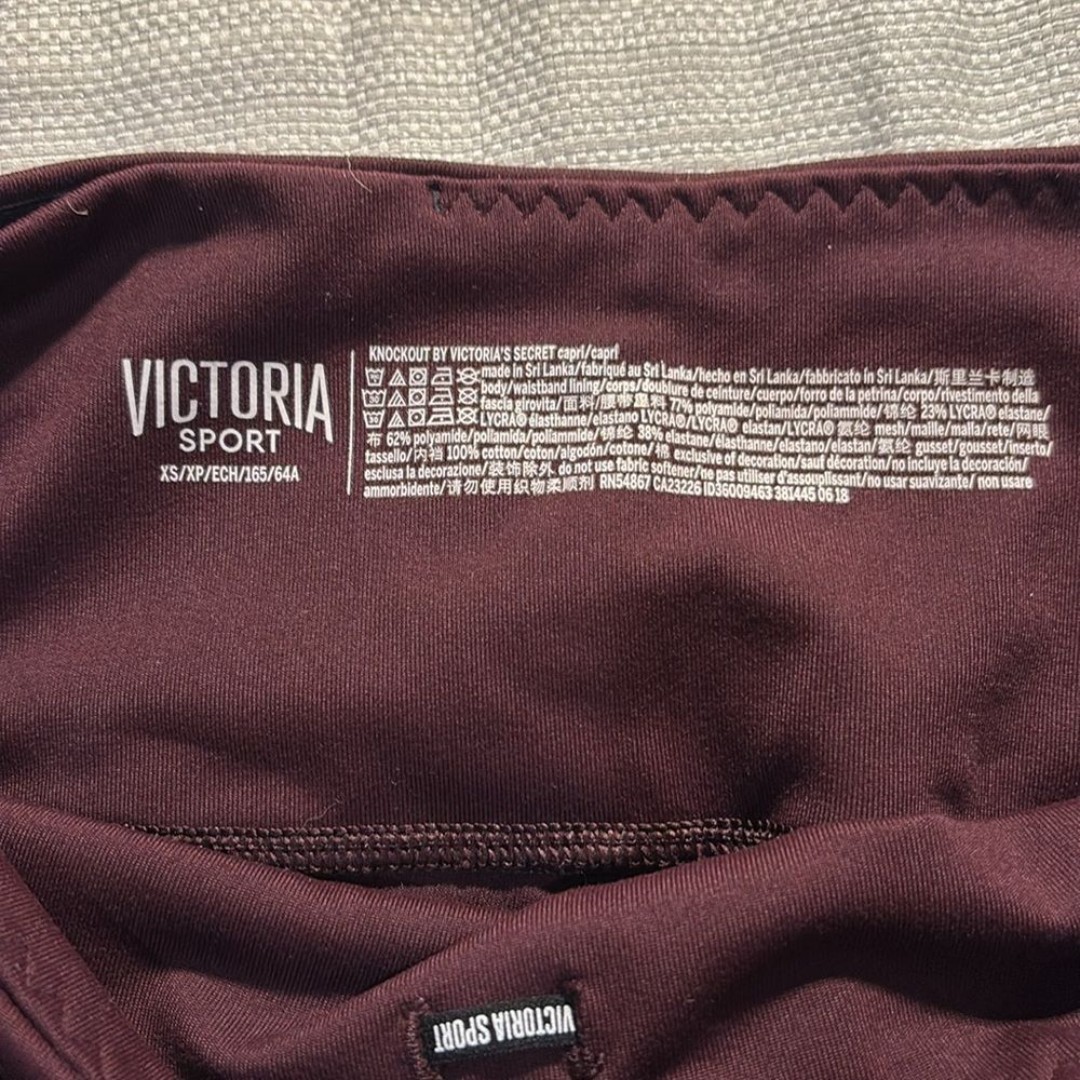 VICTORIA
SPORT
XS/XP/ECH/165/64A
KNOCKOUT BY VICTORIA'S SECRET capri/capri
made in Sri Lanka/fabriqué au Sri Lanka/hecho en Sri Lanka/fabbricato in Sri Lanka/斯里兰卡制造
body/waistband lining/corps/doublure de ceinture/cuerpo/forro de la petrina/corpo/rivestimento della
fascia girovita/面料/腰带里料 77% polyamide/poliamida/poliammide/锦纶 23% LYCRA® elastane/
LYCRA® élasthanne/elastano LYCRA®/LYCRA® elastan/LYCRA® 氨纶 mesh/maille/malla/rete/网眼
布 62% polyamide/poliamida/poliammide/锦纶 38% elastane/élasthanne/elastano/elastan/氨纶 gusset/gousset/inserto/
tassello/内裆 100% cotton/coton/algodón/cotone/棉 exclusive of decoration/sauf décoration/no incluye la decoración/
esclusa la decorazione/装饰除外 do not use fabric softener/ne pas utiliser d'assouplissant/no usar suavizante/ non usare
ammorbidente/请勿使用织物柔顺剂 RN54867 CA23226 ID36009463 381445 06 18
VICTORIA SPORT